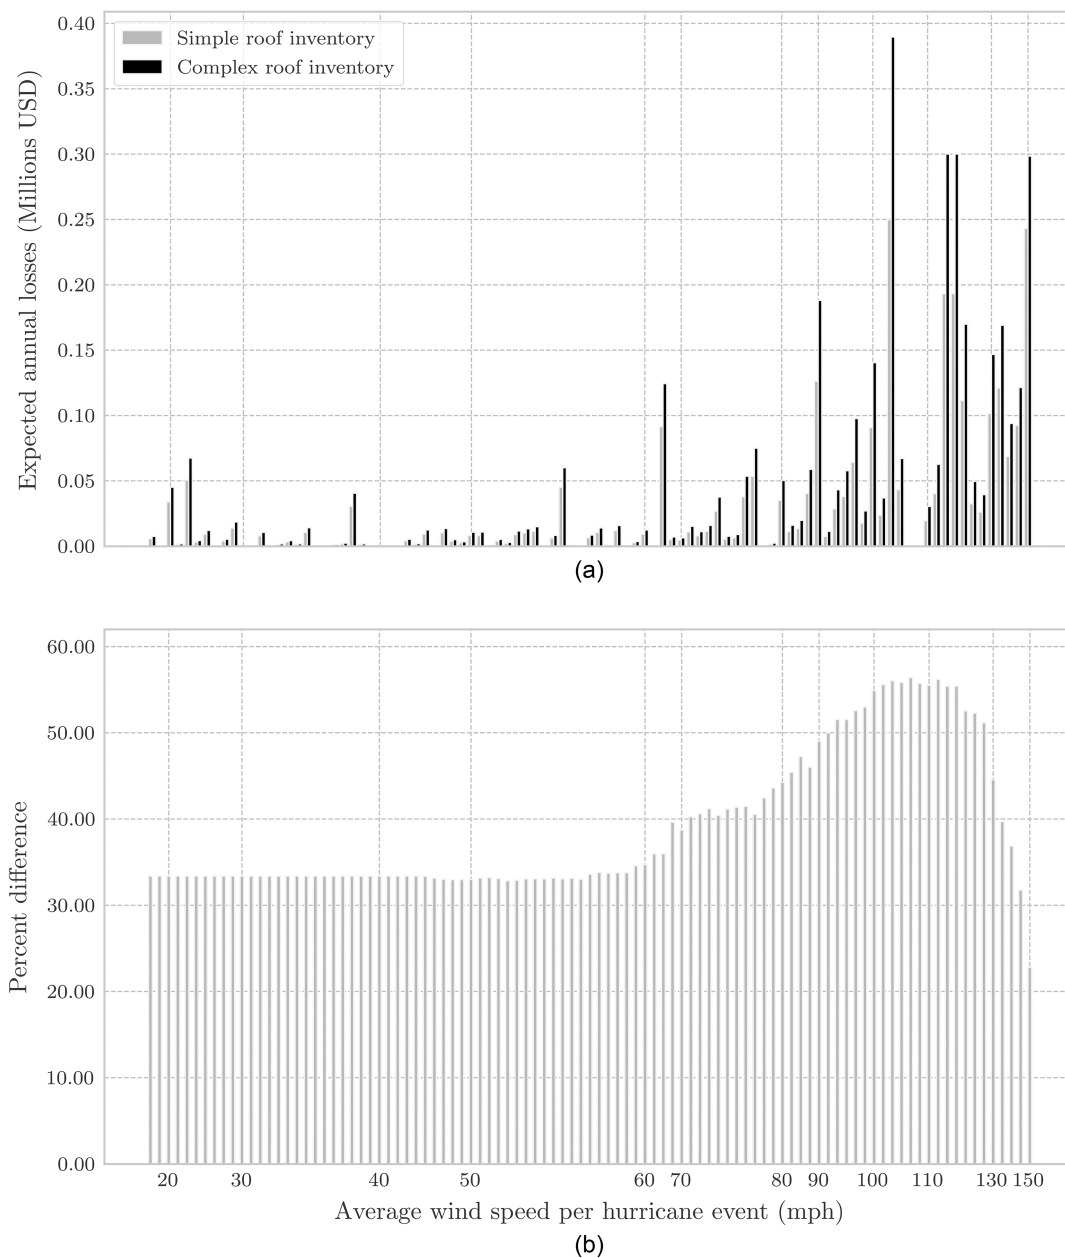 0.40
0.35
0.30
0.25
0.20
0.15
0.10
0.05
0.00
Expected annual losses (Millions USD)
Simple roof inventory
Complex roof inventory
(a)
60.00
50.00
40.00
30.00
20.00
10.00
0.00
Percent difference
20 30 40 50 60 70 80 90 100 110 130 150
Average wind speed per hurricane event (mph)
(b)